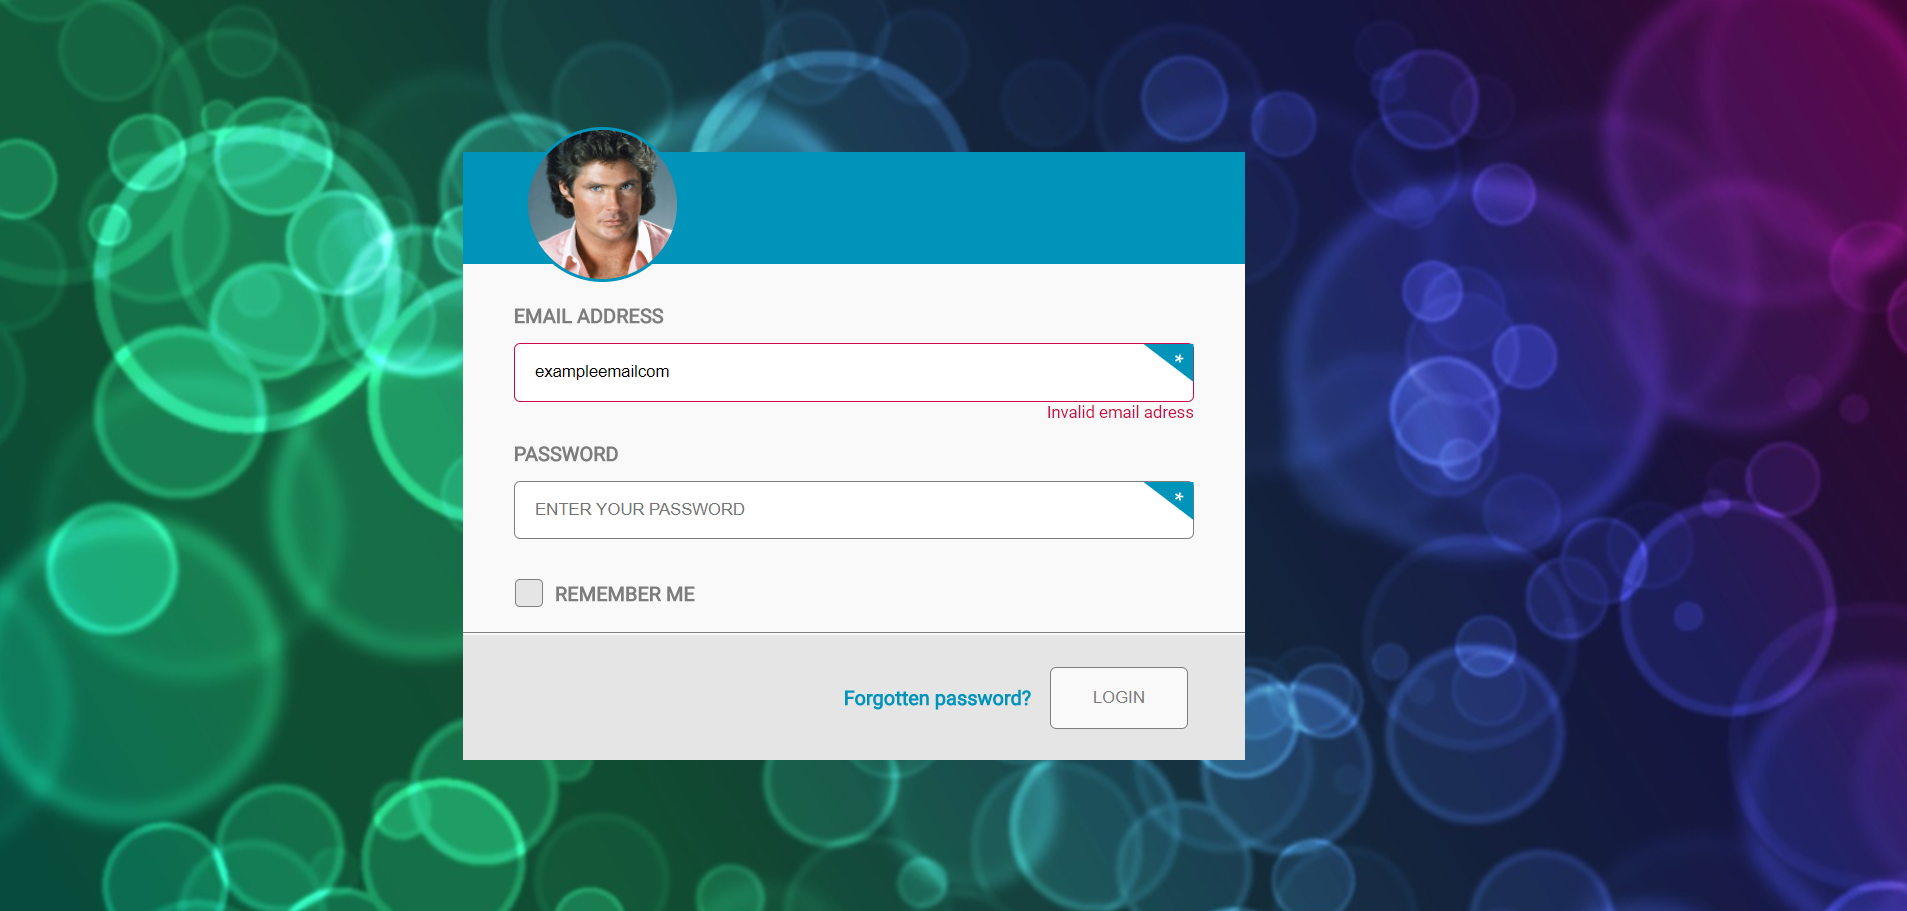 EMAIL ADDRESS
exampleemailcom
*
Invalid email adress
PASSWORD
ENTER YOUR PASSWORD
*
REMEMBER ME
Forgotten password?
LOGIN